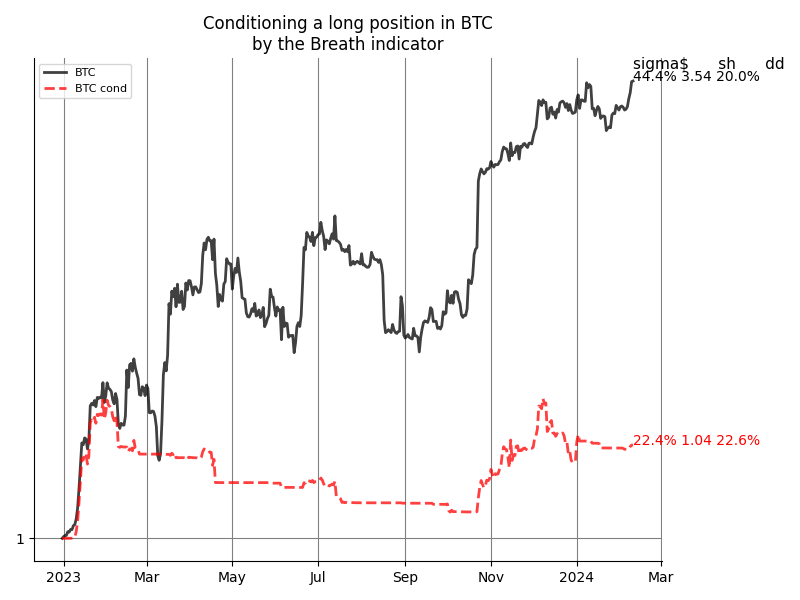 Conditioning a long position in BTC
by the Breath indicator
BTC
BTC cond
sigma$ sh dd
44.4% 3.54 20.0%
22.4% 1.04 22.6%
1
2023 Mar May Jul Sep Nov 2024 Mar